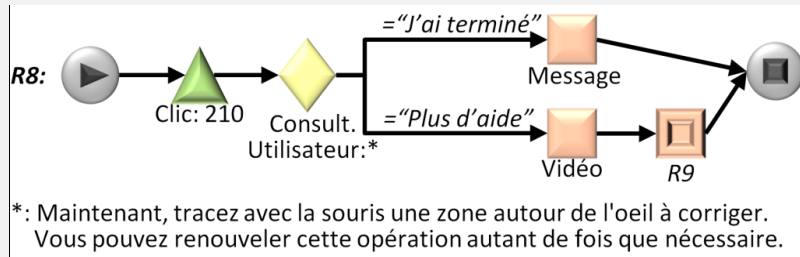 ="J'ai terminé"
R8:
Message
Clic: 210
Consult.
Utilisateur:*
="Plus d'aide"
Vidéo
R9
*: Maintenant, tracez avec la souris une zone autour de l'oeil à corriger.
Vous pouvez renouveler cette opération autant de fois que nécessaire.